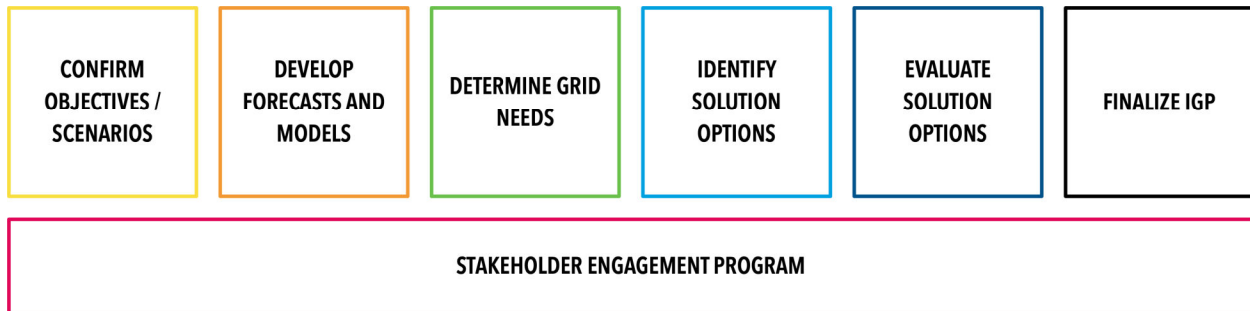 CONFIRM
OBJECTIVES /
SCENARIOS
DEVELOP
FORECASTS AND
MODELS
DETERMINE GRID
NEEDS
IDENTIFY
SOLUTION
OPTIONS
EVALUATE
SOLUTION
OPTIONS
FINALIZE IGP
STAKEHOLDER ENGAGEMENT PROGRAM